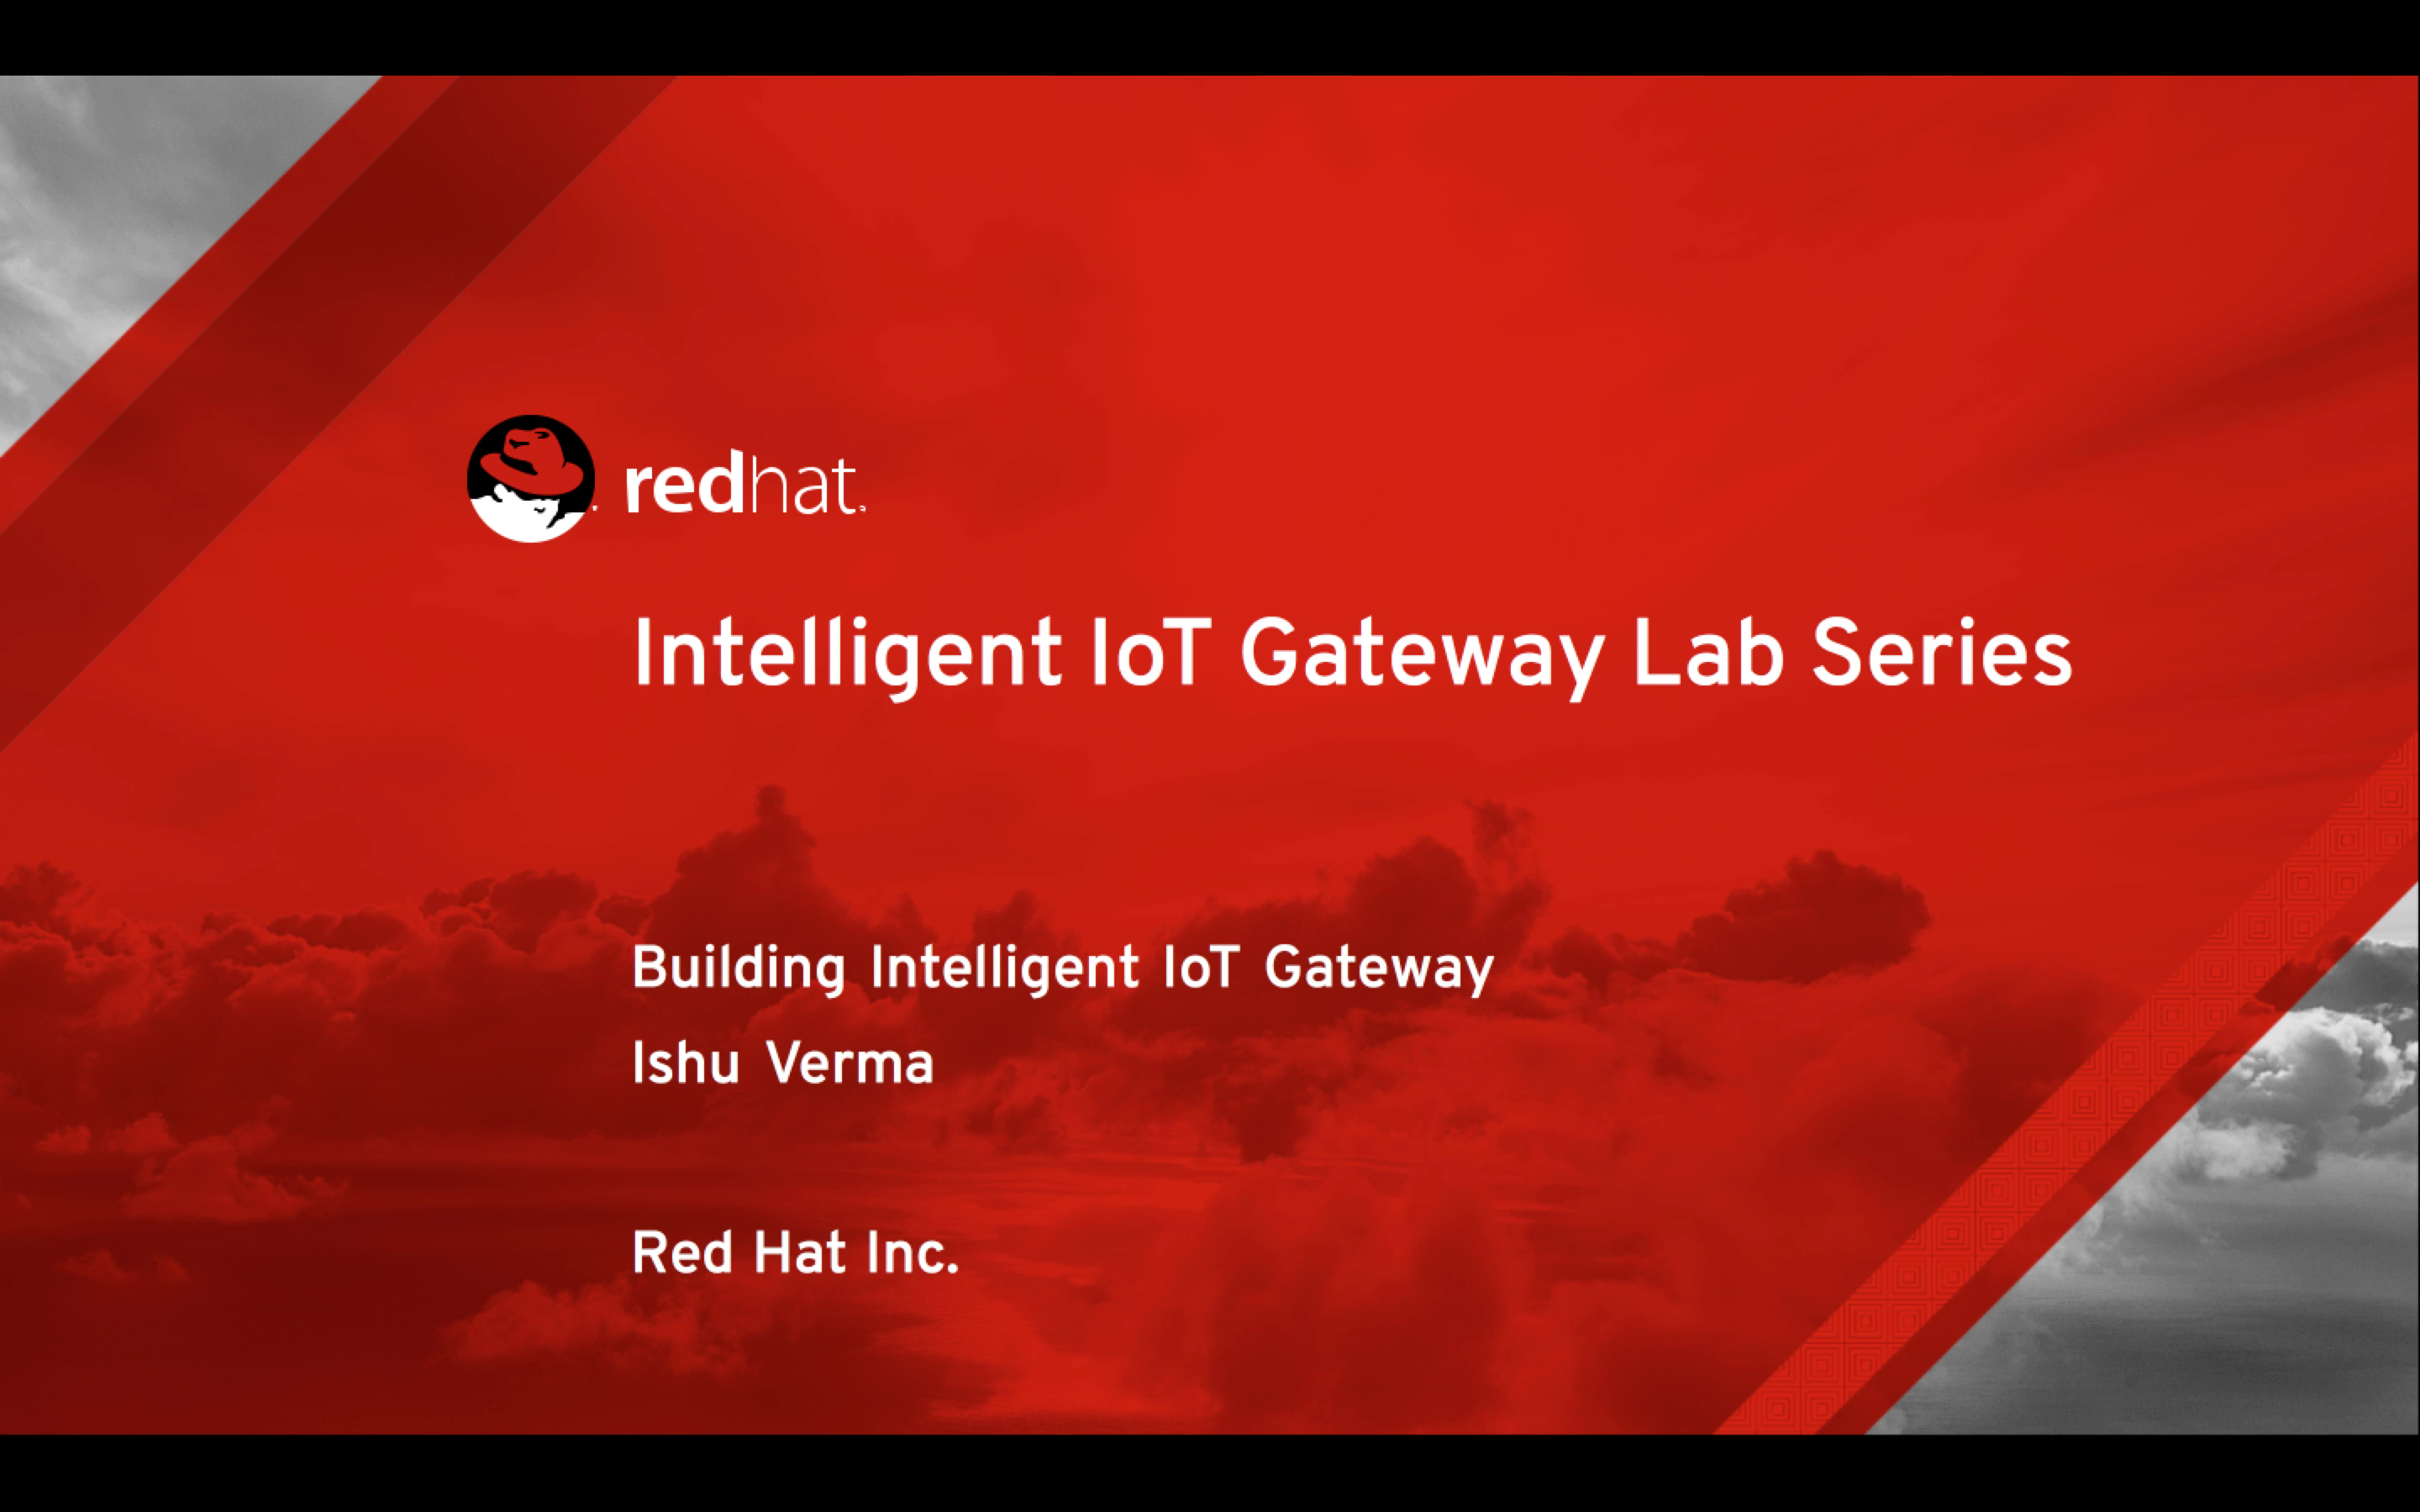 redhat.
Intelligent IoT Gateway Lab Series
Building Intelligent IoT Gateway
Ishu Verma
Red Hat Inc.